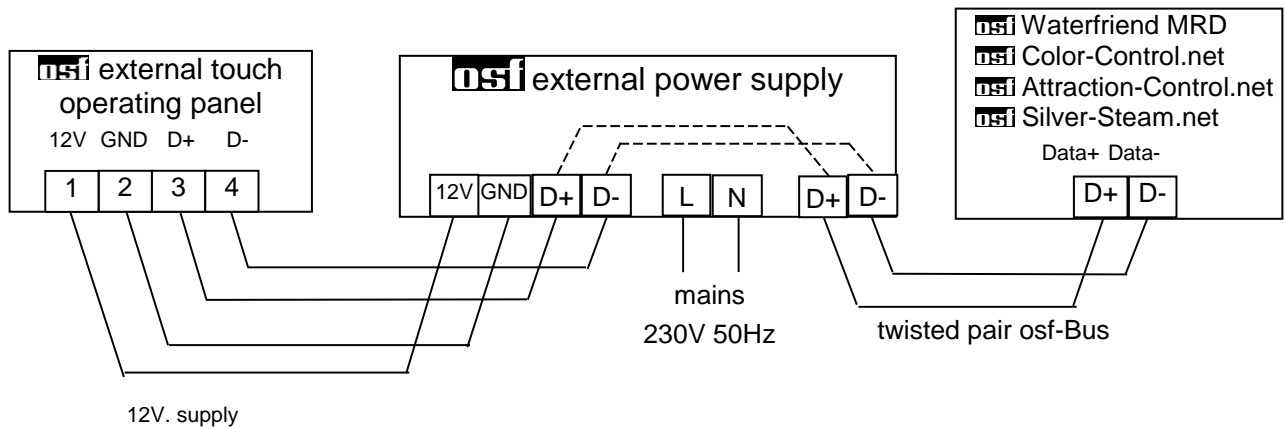 osf external touch
operating panel
12V GND D+ D-
1 2 3 4
osf external power supply
12V GND D+ D- L N D+ D-
mains
230V 50Hz
osf Waterfriend MRD
osf Color-Control.net
osf Attraction-Control.net
osf Silver-Steam.net
Data+ Data-
D+ D-
twisted pair osf-Bus
12V. supply